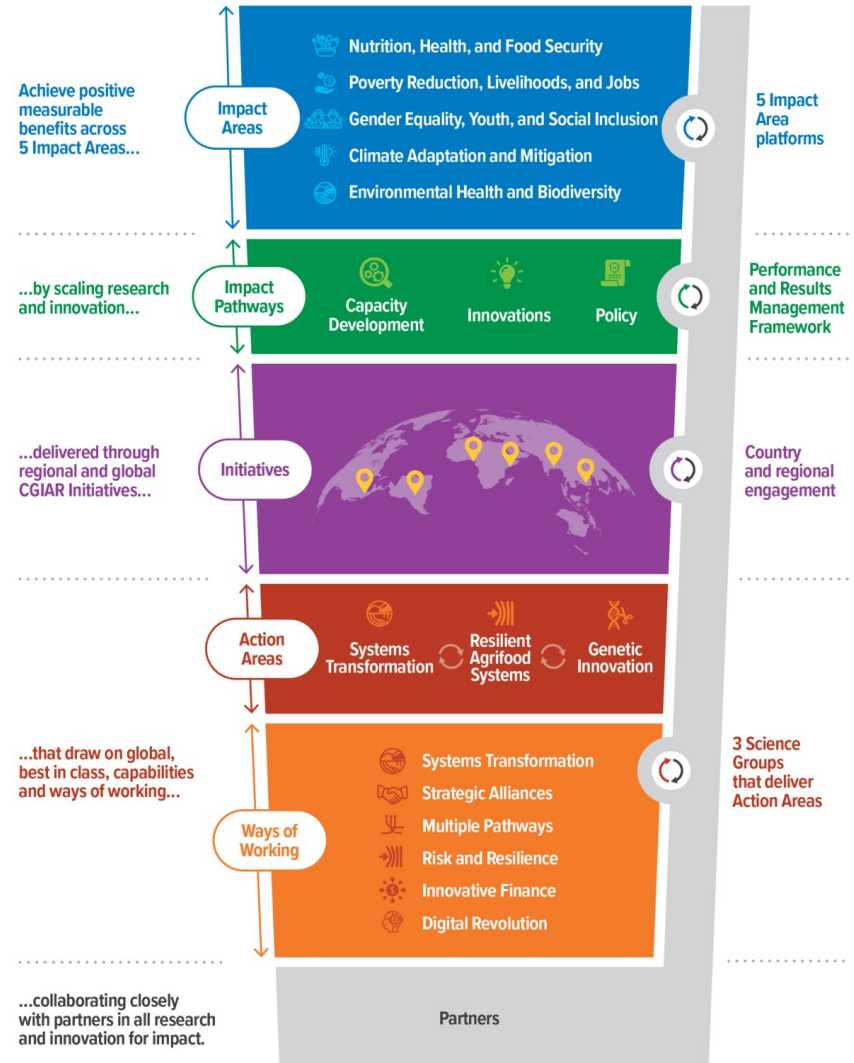 Achieve positive
measurable
benefits across
5 Impact Areas...
Impact
Areas
Nutrition, Health, and Food Security
Poverty Reduction, Livelihoods, and Jobs
Gender Equality, Youth, and Social Inclusion
Climate Adaptation and Mitigation
Environmental Health and Biodiversity
5 Impact
Area
platforms
...by scaling research
and innovation...
Impact
Pathways
Capacity
Development
Innovations
Policy
Performance
and Results
Management
Framework
...delivered through
regional and global
CGIAR Initiatives...
Initiatives
Country
and regional
engagement
Action
Areas
Systems
Transformation
Resilient
Agrifood
Systems
Genetic
Innovation
...that draw on global,
best in class, capabilities
and ways of working...
Ways of
Working
Systems Transformation
Strategic Alliances
Multiple Pathways
Risk and Resilience
Innovative Finance
Digital Revolution
3 Science
Groups
that deliver
Action Areas
...collaborating closely
with partners in all research
and innovation for impact.
Partners